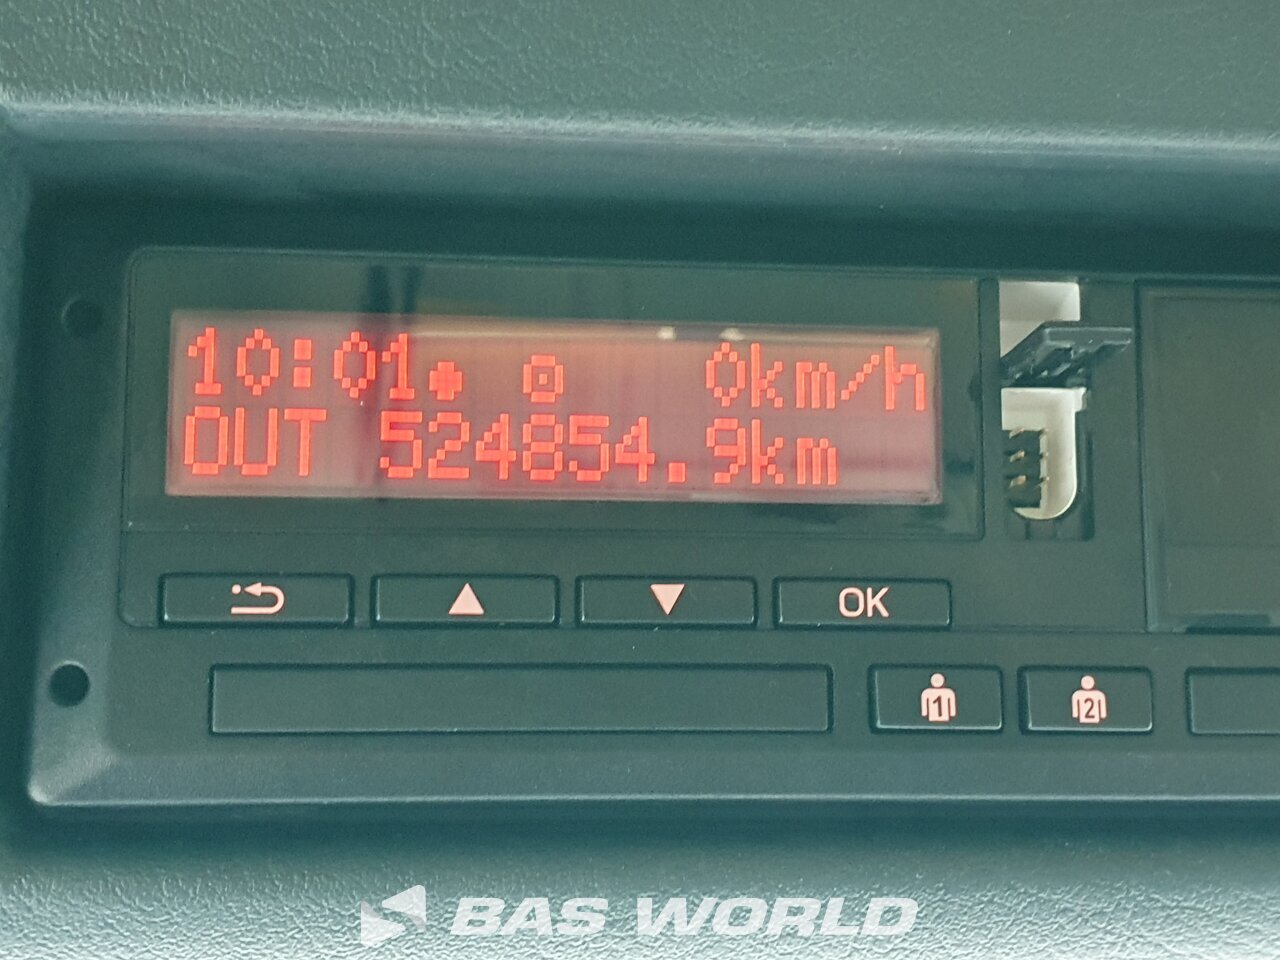 10:01 0km/h
OUT 524854.9km
OK
1 2
BAS WORLD